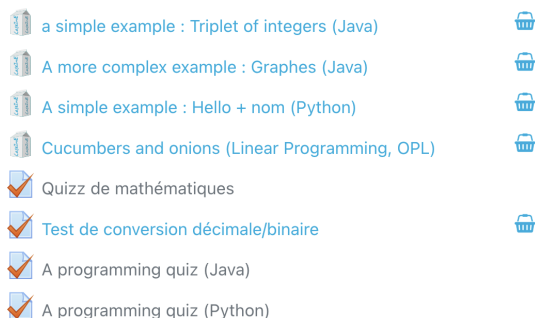 a simple example : Triplet of integers (Java)
A more complex example : Graphes (Java)
A simple example : Hello + nom (Python)
Cucumbers and onions (Linear Programming, OPL)
Quizz de mathématiques
Test de conversion décimale/binaire
A programming quiz (Java)
A programming quiz (Python)